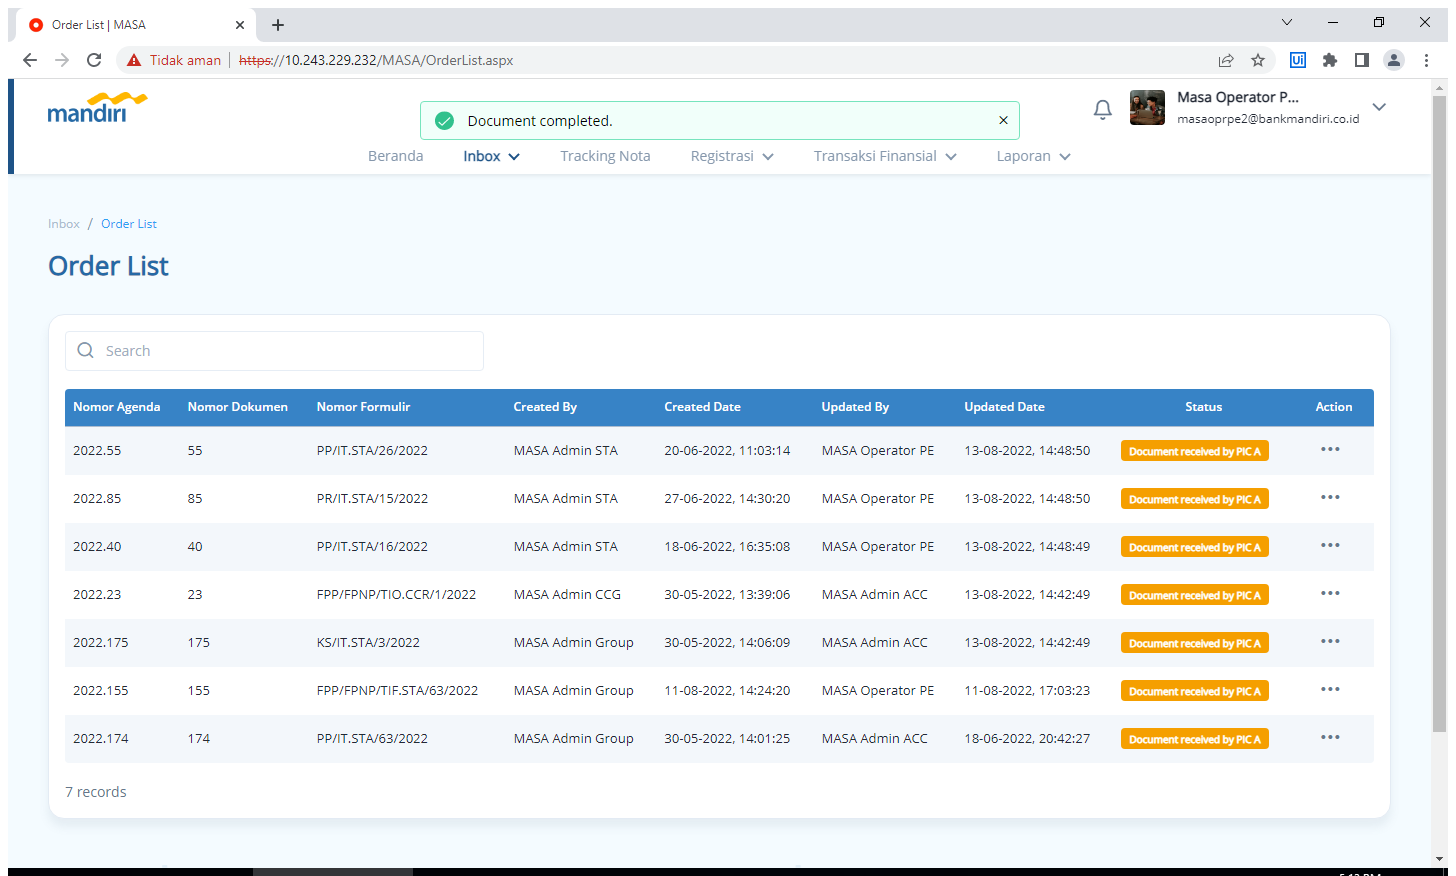 Order List | MASA
Tidak aman https://10.243.229.232/MASA/OrderList.aspx
Ui
mandiri
Document completed.
Masa Operator P...
masaoprpe2@bankmandiri.co.id
Beranda Inbox Tracking Nota Registrasi Transaksi Finansial Laporan
Inbox / Order List
Order List
Search
Nomor Agenda Nomor Dokumen Nomor Formulir Created By Created Date Updated By Updated Date Status Action
2022.55 55 PP/IT.STA/26/2022 MASA Admin STA 20-06-2022, 11:03:14 MASA Operator PE 13-08-2022, 14:48:50 Document received by PIC A
2022.85 85 PR/IT.STA/15/2022 MASA Admin STA 27-06-2022, 14:30:20 MASA Operator PE 13-08-2022, 14:48:50 Document received by PIC A
2022.40 40 PP/IT.STA/16/2022 MASA Admin STA 18-06-2022, 16:35:08 MASA Operator PE 13-08-2022, 14:48:49 Document received by PIC A
2022.23 23 FPP/FPNP/TIO.CCR/1/2022 MASA Admin CCG 30-05-2022, 13:39:06 MASA Admin ACC 13-08-2022, 14:42:49 Document received by PIC A
2022.175 175 KS/IT.STA/3/2022 MASA Admin Group 30-05-2022, 14:06:09 MASA Admin ACC 13-08-2022, 14:42:49 Document received by PIC A
2022.155 155 FPP/FPNP/TIF.STA/63/2022 MASA Admin Group 11-08-2022, 14:24:20 MASA Operator PE 11-08-2022, 17:03:23 Document received by PIC A
2022.174 174 PP/IT.STA/63/2022 MASA Admin Group 30-05-2022, 14:01:25 MASA Admin ACC 18-06-2022, 20:42:27 Document received by PIC A
7 records